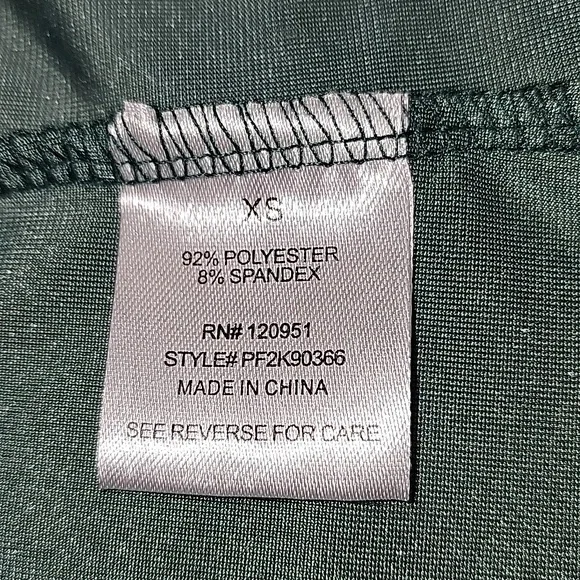 XS
92% POLYESTER
8% SPANDEX
RN# 120951
STYLE# PF2K90366
MADE IN CHINA
SEE REVERSE FOR CARE